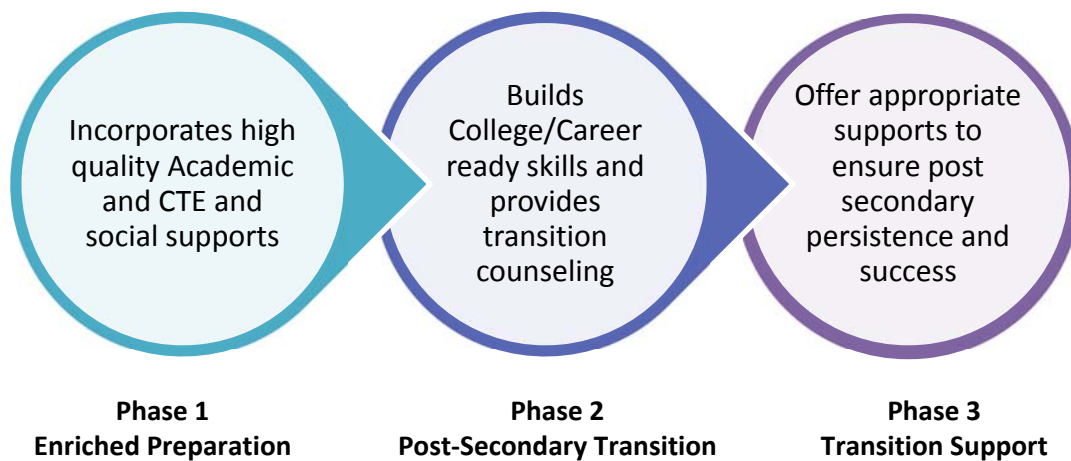 Incorporates high
quality Academic
and CTE and
social supports
Builds
College/Career
ready skills and
provides
transition
counseling
Offer appropriate
supports to
ensure post
secondary
persistence and
success
Phase 1
Enriched Preparation
Phase 2
Post-Secondary Transition
Phase 3
Transition Support